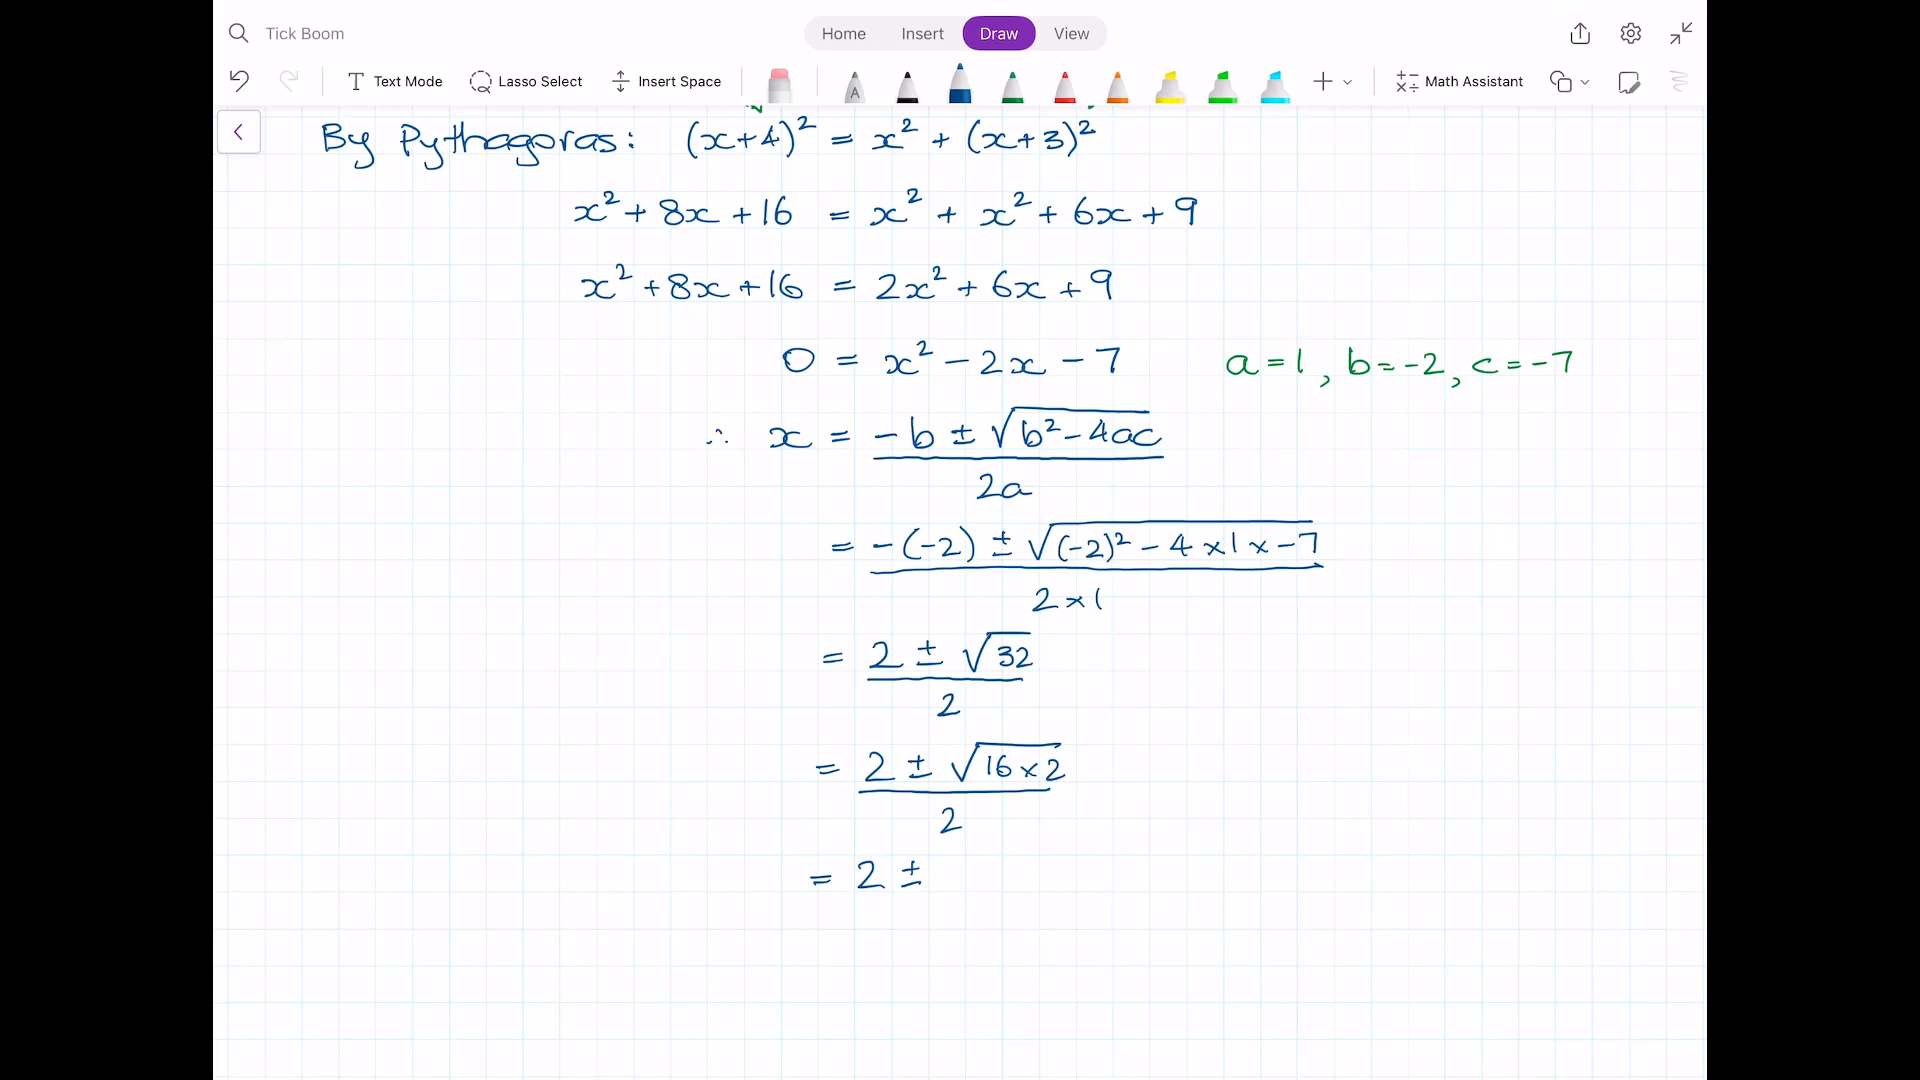 Tick Boom Home Insert Draw View
Text Mode Lasso Select Insert Space A Math Assistant
By Pythagoras: (x+4)² = x² + (x+3)²
x² + 8x + 16 = x² + x² + 6x + 9
x² + 8x + 16 = 2x² + 6x + 9
0 = x² - 2x - 7 a = 1, b = -2, c = -7
∴ x = -b ± √b² - 4ac
2a
= -(-2) ± √(-2)² - 4 × 1 × -7
2 × 1
= 2 ± √32
2
= 2 ± √16 × 2
2
= 2 ±